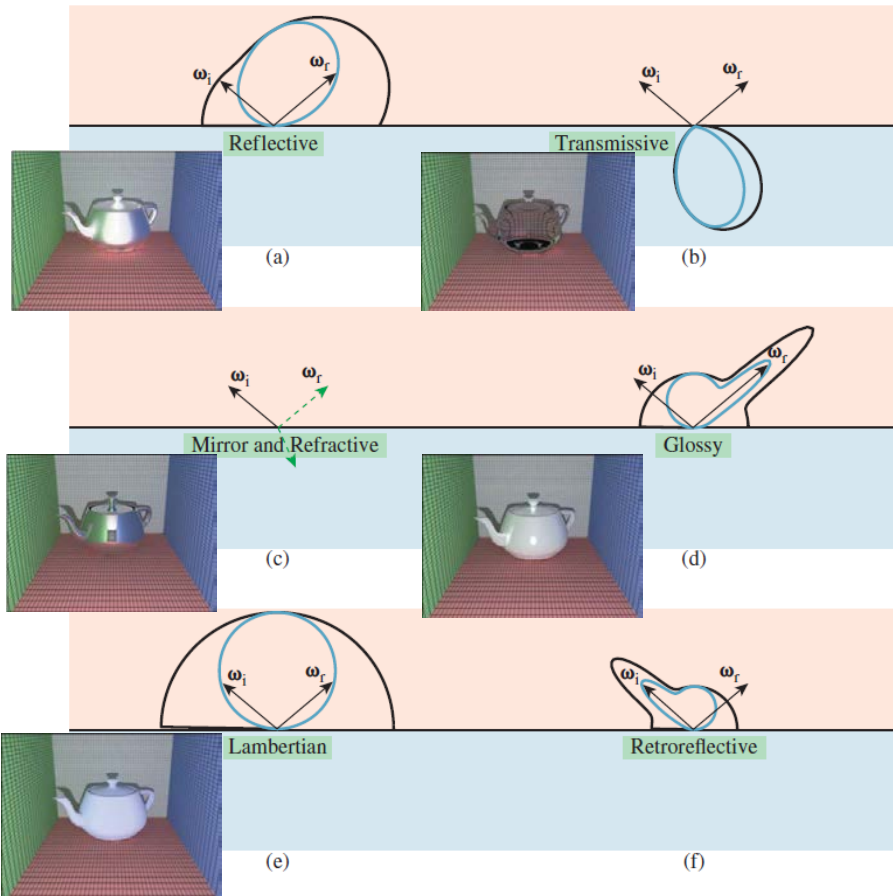 ωi ωr
Reflective
(a)
ωi ωr
Transmissive
(b)
ωi ωr
Mirror and Refractive
(c)
ωi ωr
Glossy
(d)
ωi ωr
Lambertian
(e)
ωi ωr
Retroreflective
(f)